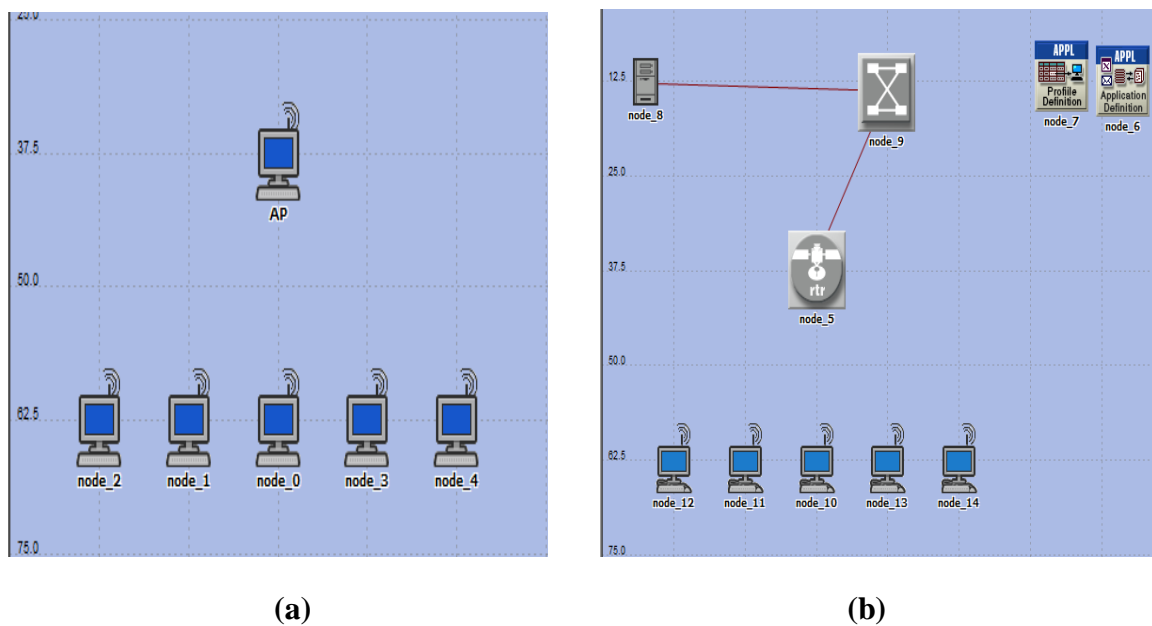 25.0
37.5
AP
50.0
62.5
node_2 node_1 node_0 node_3 node_4
75.0
(a)
12.5
node_8
node_9
APPL
Profile
Definition
node_7
APPL
Application
Definition
node_6
25.0
37.5
rtr
node_5
50.0
62.5
node_12 node_11 node_10 node_13 node_14
75.0
(b)